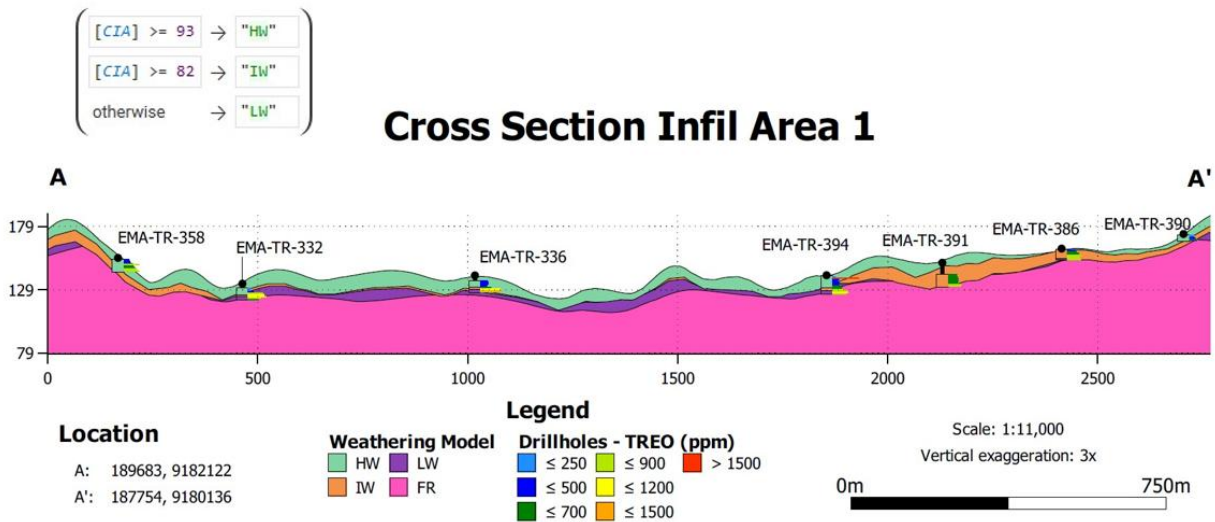 [CIA] >= 93 → "HW"
[CIA] >= 82 → "IW"
otherwise → "LW"
Cross Section Infil Area 1
A
A'
179
129
79
EMA-TR-358
EMA-TR-332
EMA-TR-336
EMA-TR-394
EMA-TR-391
EMA-TR-386
EMA-TR-390
0 500 1000 1500 2000 2500
Location
A: 189683, 9182122
A': 187754, 9180136
Legend
Weathering Model
HW LW
IW FR
Drillholes - TREO (ppm)
≤ 250 ≤ 900 > 1500
≤ 500 ≤ 1200
≤ 700 ≤ 1500
Scale: 1:11,000
Vertical exaggeration: 3x
0m 750m